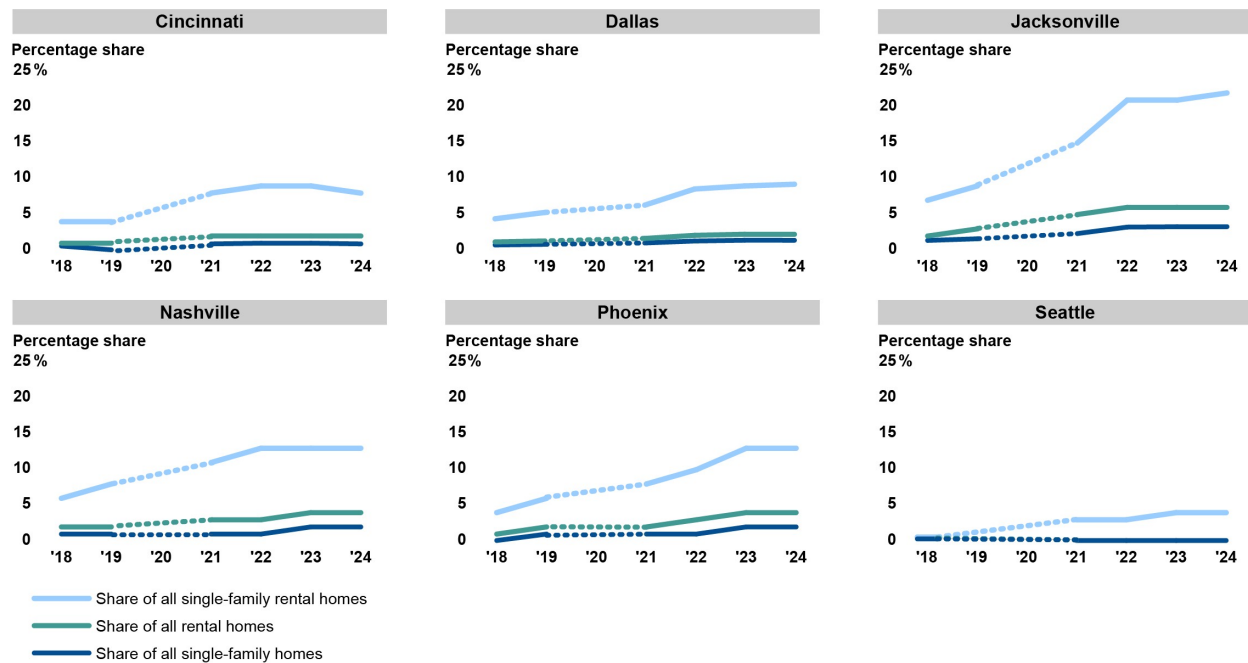 Cincinnati
Percentage share
25%
20
15
10
5
0
'18 '19 '20 '21 '22 '23 '24
Dallas
Percentage share
25%
20
15
10
5
0
'18 '19 '20 '21 '22 '23 '24
Jacksonville
Percentage share
25%
20
15
10
5
0
'18 '19 '20 '21 '22 '23 '24
Nashville
Percentage share
25%
20
15
10
5
0
'18 '19 '20 '21 '22 '23 '24
Phoenix
Percentage share
25%
20
15
10
5
0
'18 '19 '20 '21 '22 '23 '24
Seattle
Percentage share
25%
20
15
10
5
0
'18 '19 '20 '21 '22 '23 '24
Share of all single-family rental homes
Share of all rental homes
Share of all single-family homes